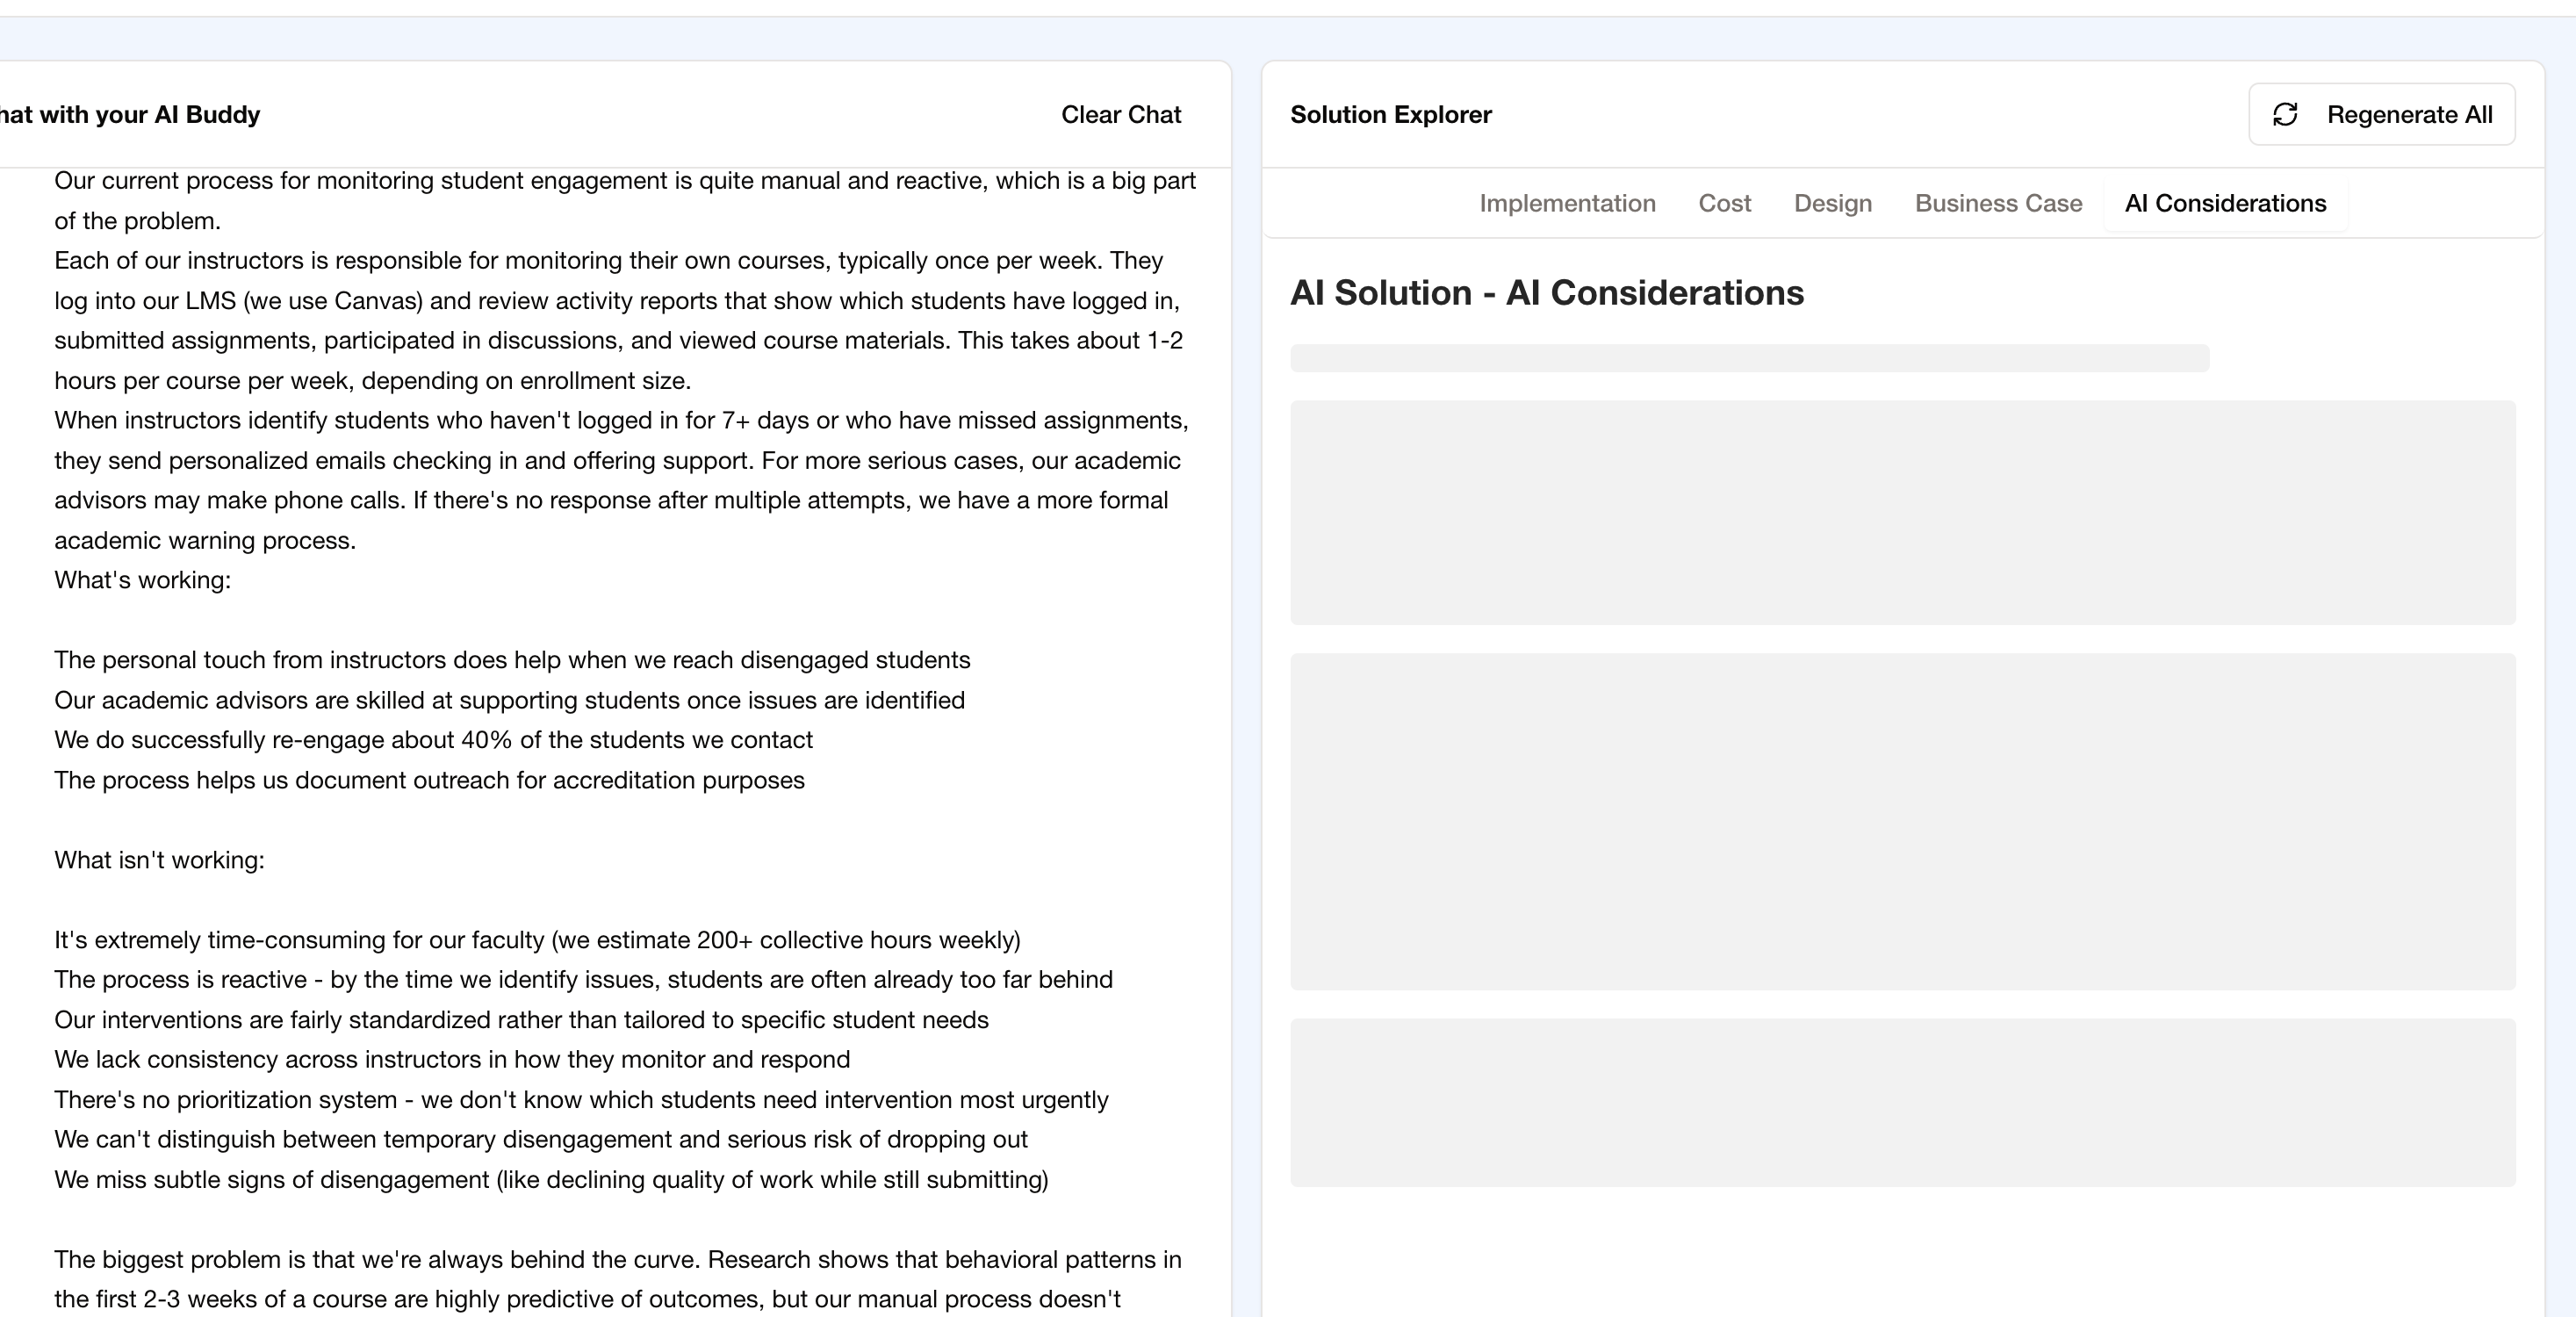 hat with your AI Buddy
Clear Chat
Our current process for monitoring student engagement is quite manual and reactive, which is a big part
of the problem.
Each of our instructors is responsible for monitoring their own courses, typically once per week. They
log into our LMS (we use Canvas) and review activity reports that show which students have logged in,
submitted assignments, participated in discussions, and viewed course materials. This takes about 1-2
hours per course per week, depending on enrollment size.
When instructors identify students who haven't logged in for 7+ days or who have missed assignments,
they send personalized emails checking in and offering support. For more serious cases, our academic
advisors may make phone calls. If there's no response after multiple attempts, we have a more formal
academic warning process.
What's working:
The personal touch from instructors does help when we reach disengaged students
Our academic advisors are skilled at supporting students once issues are identified
We do successfully re-engage about 40% of the students we contact
The process helps us document outreach for accreditation purposes
What isn't working:
It's extremely time-consuming for our faculty (we estimate 200+ collective hours weekly)
The process is reactive - by the time we identify issues, students are often already too far behind
Our interventions are fairly standardized rather than tailored to specific student needs
We lack consistency across instructors in how they monitor and respond
There's no prioritization system - we don't know which students need intervention most urgently
We can't distinguish between temporary disengagement and serious risk of dropping out
We miss subtle signs of disengagement (like declining quality of work while still submitting)
The biggest problem is that we're always behind the curve. Research shows that behavioral patterns in
the first 2-3 weeks of a course are highly predictive of outcomes, but our manual process doesn't
Solution Explorer
Regenerate All
Implementation
Cost
Design
Business Case
AI Considerations
AI Solution - AI Considerations